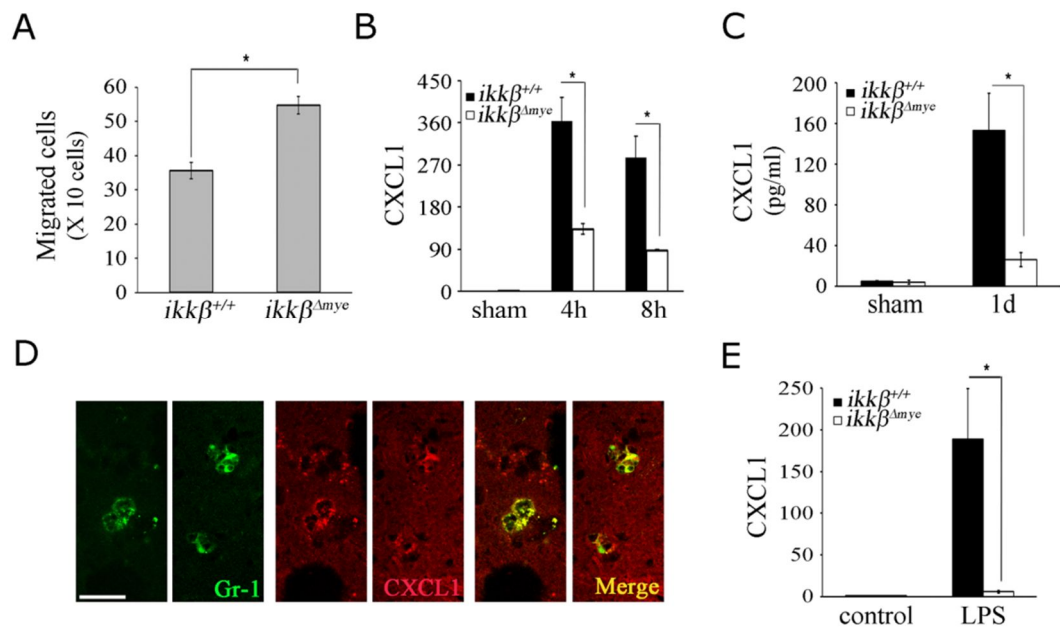 A
*
Migrated cells
(X 10 cells)
60
50
40
30
20
10
0
ikkβ+/+
ikkβΔmye
B
CXCL1
450
360
270
180
90
0
ikkβ+/+
ikkβΔmye
*
*
sham
4h
8h
C
CXCL1
(pg/ml)
200
160
120
80
40
0
ikkβ+/+
ikkβΔmye
*
sham
1d
D
Gr-1
CXCL1
Merge
E
CXCL1
250
200
150
100
50
0
ikkβ+/+
ikkβΔmye
*
control
LPS